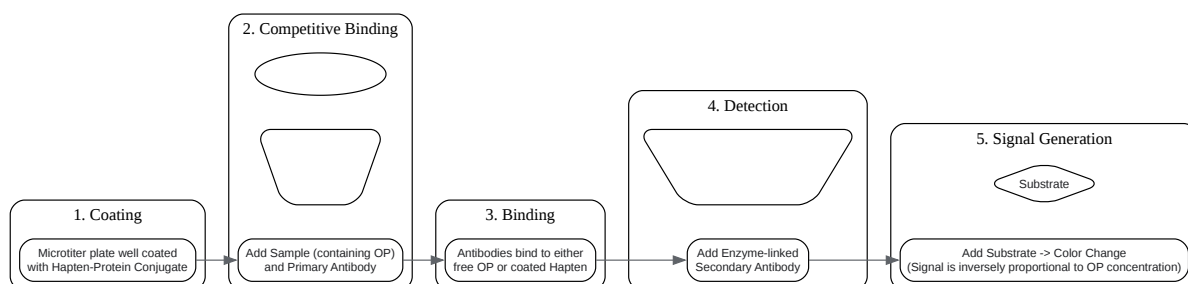 1. Coating
Microtiter plate well coated
with Hapten-Protein Conjugate
2. Competitive Binding
Add Sample (containing OP)
and Primary Antibody
3. Binding
Antibodies bind to either
free OP or coated Hapten
4. Detection
Add Enzyme-linked
Secondary Antibody
5. Signal Generation
Substrate
Add Substrate -> Color Change
(Signal is inversely proportional to OP concentration)